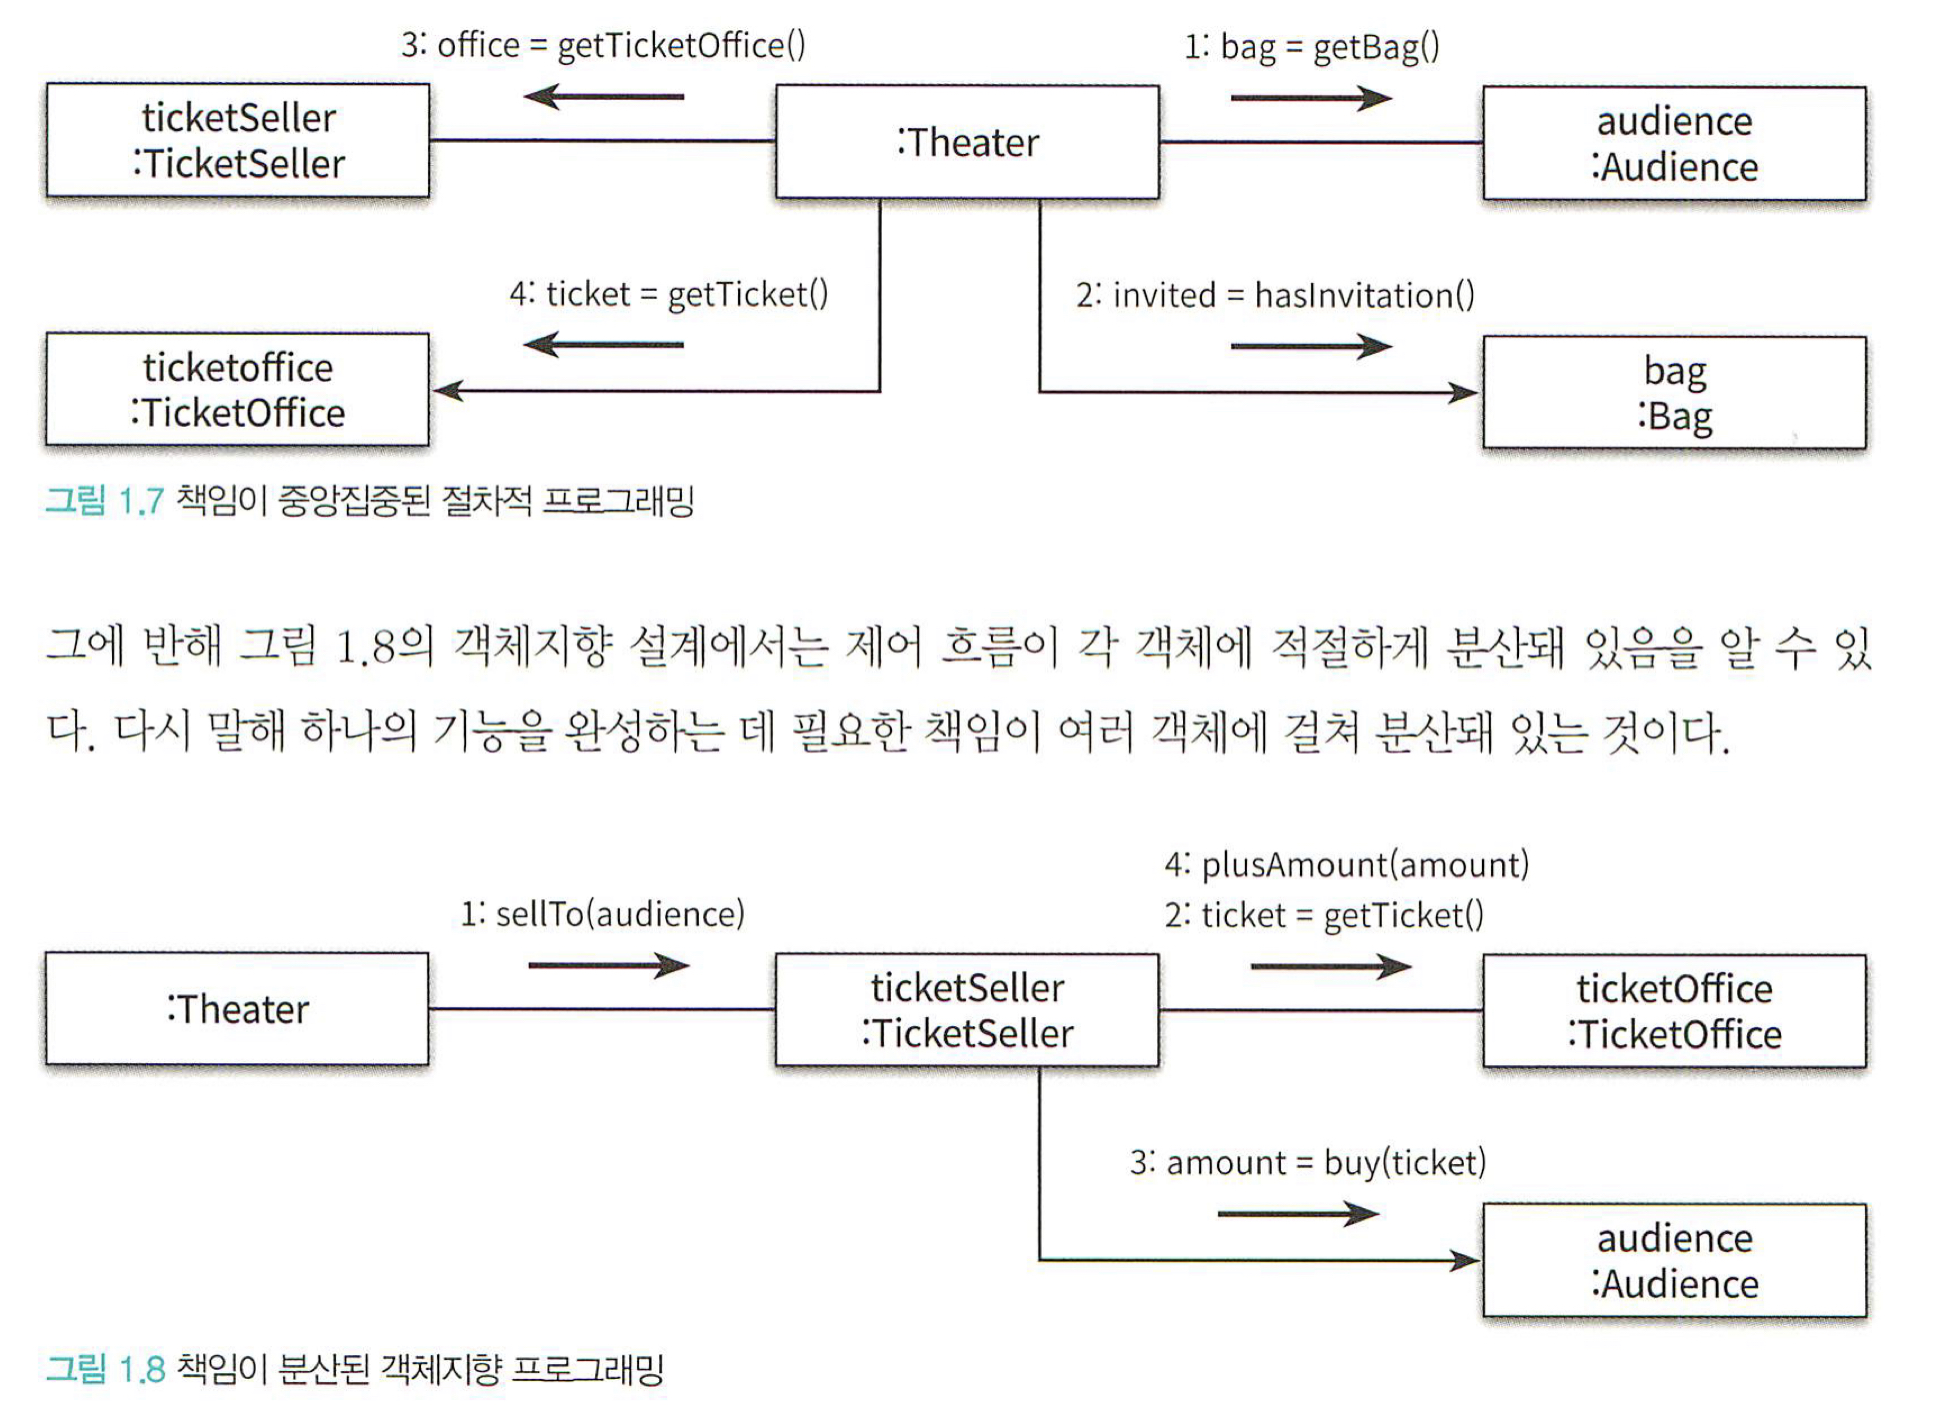 3: office = getTicketOffice()
1: bag = getBag()
ticketSeller
:TicketSeller
:Theater
audience
:Audience
4: ticket = getTicket()
2: invited = hasInvitation()
ticketoffice
:TicketOffice
bag
:Bag
그림 1.7 책임이 중앙집중된 절차적 프로그래밍
그에 반해 그림 1.8의 객체지향 설계에서는 제어 흐름이 각 객체에 적절하게 분산돼 있음을 알 수 있
다. 다시 말해 하나의 기능을 완성하는 데 필요한 책임이 여러 객체에 걸쳐 분산돼 있는 것이다.
4: plusAmount(amount)
1: sellTo(audience)
2: ticket = getTicket()
:Theater
ticketSeller
:TicketSeller
ticketOffice
:TicketOffice
3: amount = buy(ticket)
audience
:Audience
그림 1.8 책임이 분산된 객체지향 프로그래밍